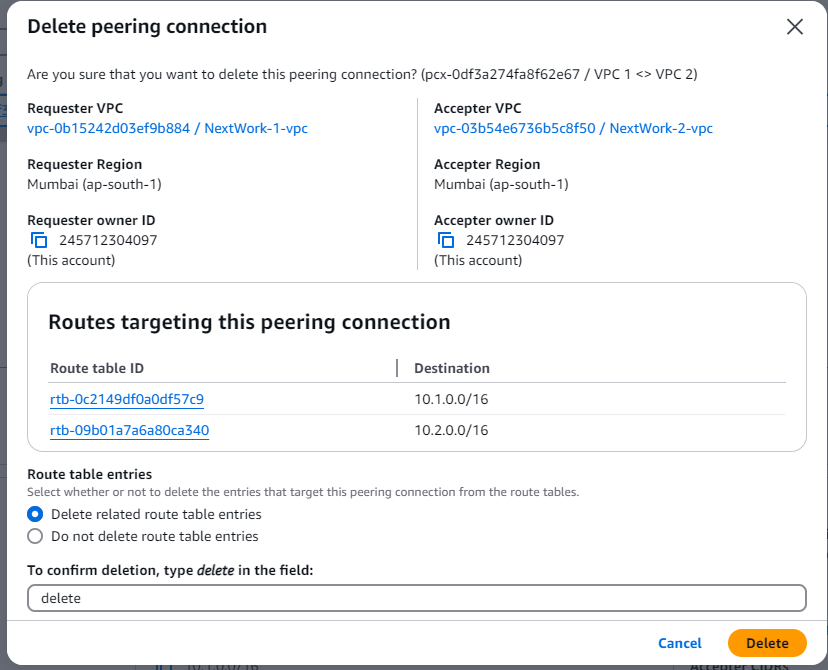 Delete peering connection
Are you sure that you want to delete this peering connection? (pcx-0df3a274fa8f62e67 / VPC 1 <> VPC 2)
Requester VPC
vpc-0b15242d03ef9b884 / NextWork-1-vpc
Requester Region
Mumbai (ap-south-1)
Requester owner ID
245712304097
(This account)
Accepter VPC
vpc-03b54e6736b5c8f50 / NextWork-2-vpc
Accepter Region
Mumbai (ap-south-1)
Accepter owner ID
245712304097
(This account)
Routes targeting this peering connection
Route table ID Destination
rtb-0c2149df0a0df57c9 10.1.0.0/16
rtb-09b01a7a6a80ca340 10.2.0.0/16
Route table entries
Select whether or not to delete the entries that target this peering connection from the route tables.
Delete related route table entries
Do not delete route table entries
To confirm deletion, type delete in the field:
delete
Cancel Delete